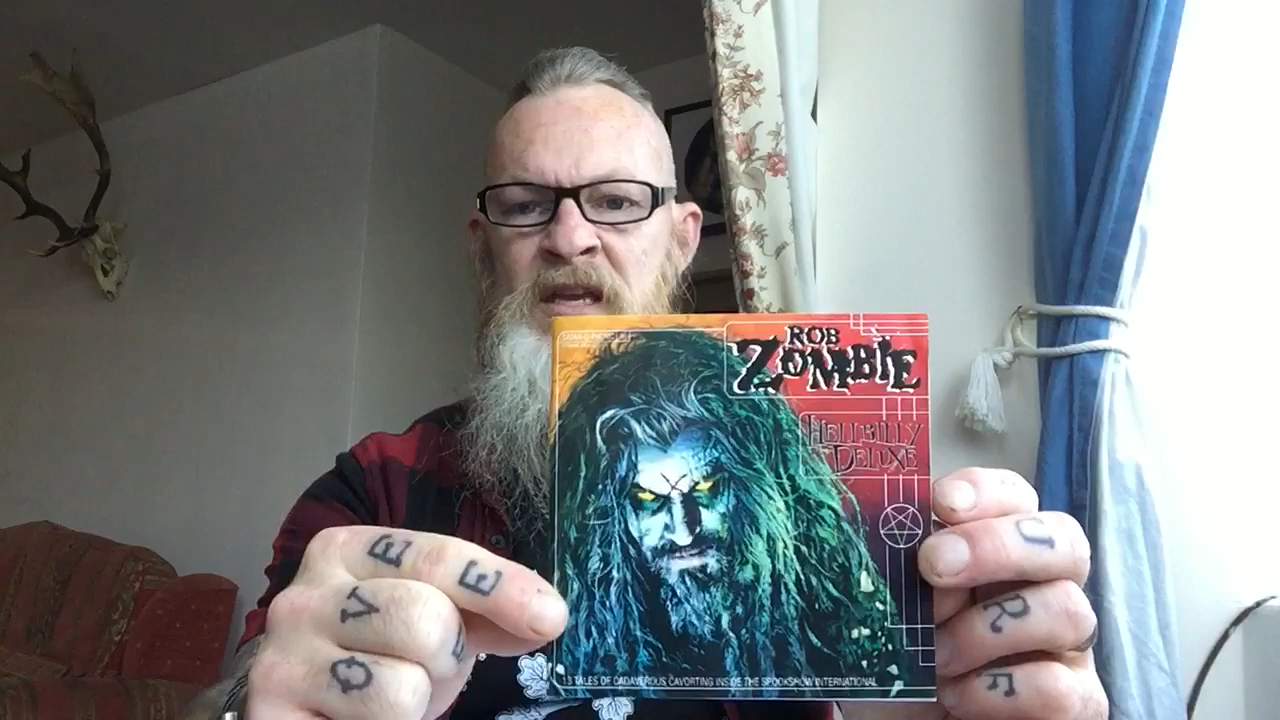 ROB
ZOMBIE
HELLBILLY
DELUXE
13 TALES OF CADAVEROUS CAVORTING INSIDE THE SPOOKSHOW INTERNATIONAL
E
V
O
E
J
R
F